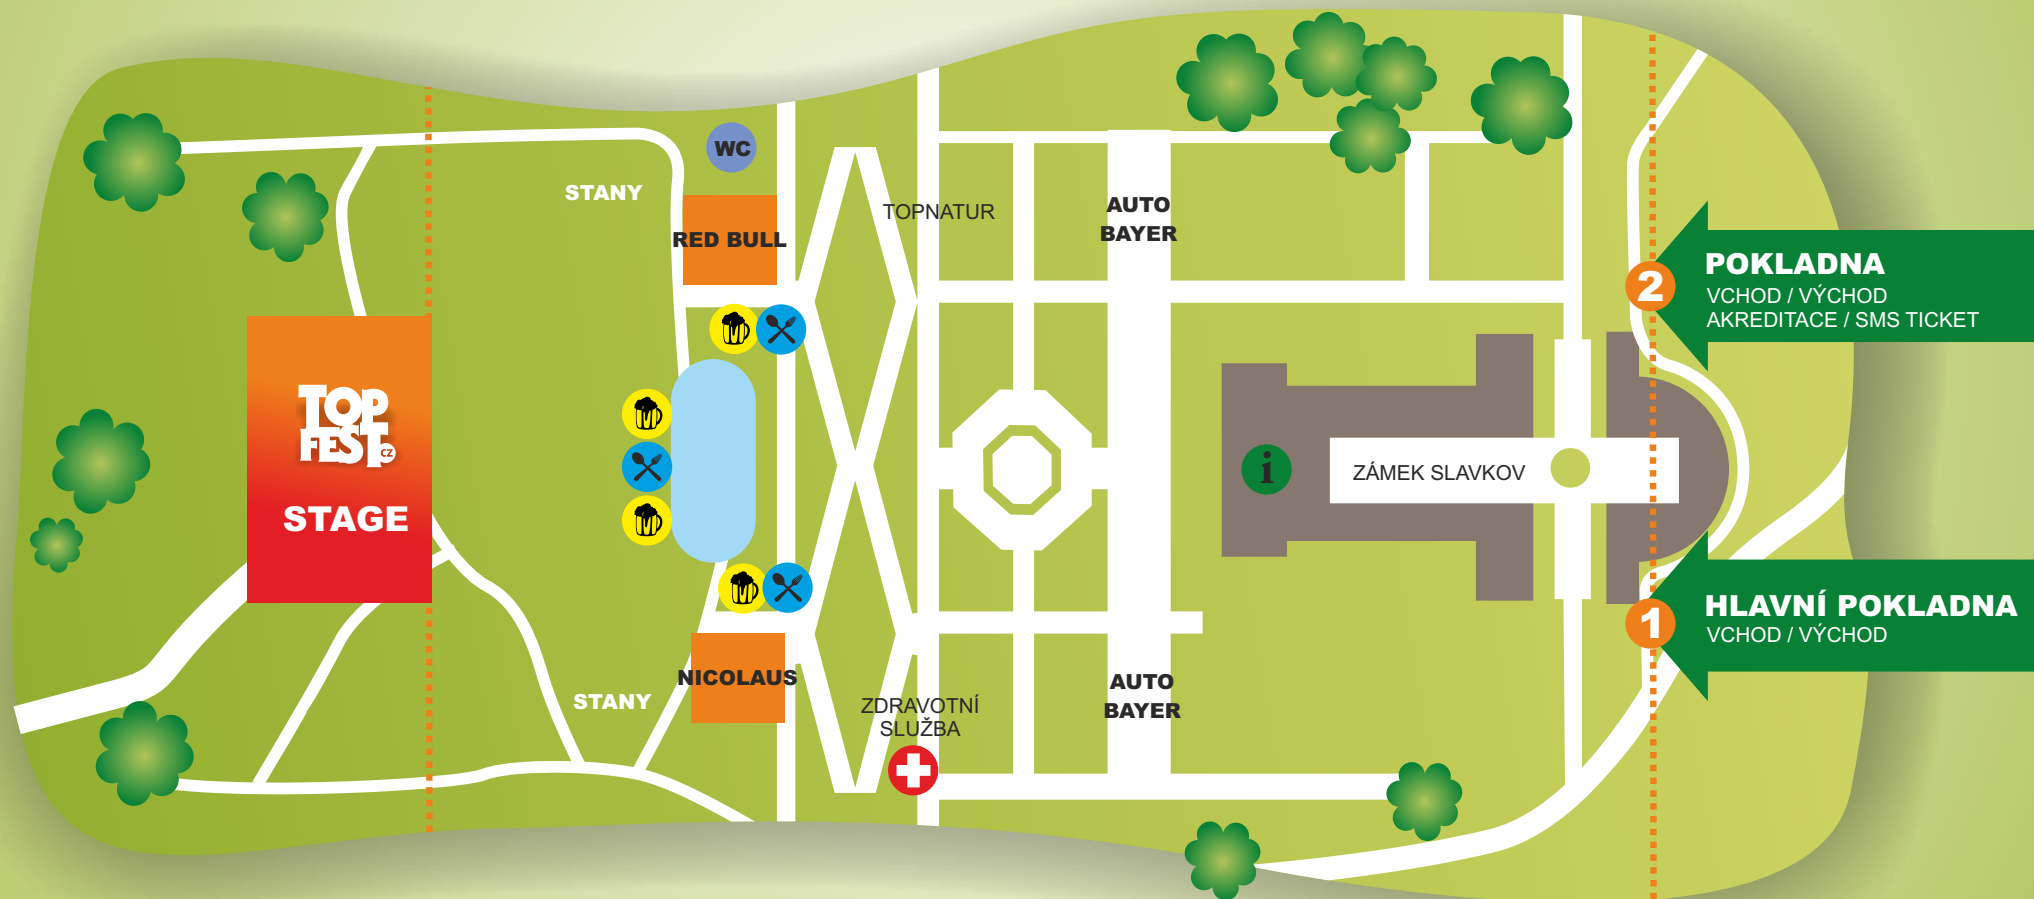 WC
STANY
RED BULL
TOPNATUR
AUTO
BAYER
2
POKLADNA
VCHOD / VÝCHOD
AKREDITACE / SMS TICKET
TOP
FEST
CZ
STAGE
i
ZÁMEK SLAVKOV
1
HLAVNÍ POKLADNA
VCHOD / VÝCHOD
STANY
NICOLAUS
ZDRAVOTNÍ
SLUŽBA
AUTO
BAYER